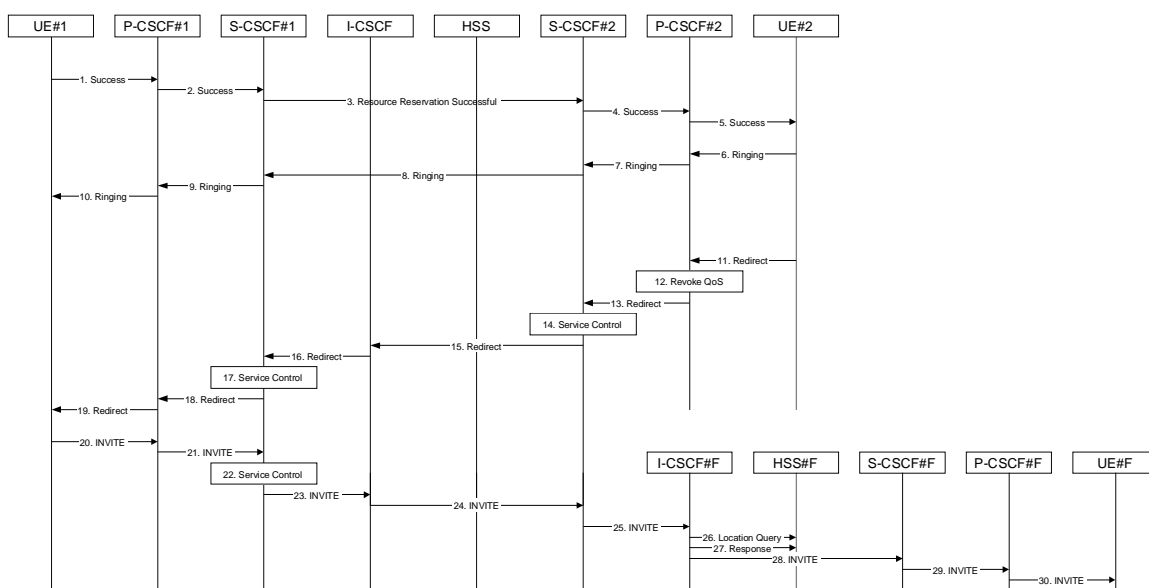 UE#1
P-CSCF#1
S-CSCF#1
I-CSCF
HSS
S-CSCF#2
P-CSCF#2
UE#2
1. Success
2. Success
3. Resource Reservation Successful
4. Success
5. Success
6. Ringing
7. Ringing
8. Ringing
9. Ringing
10. Ringing
11. Redirect
12. Revoke QoS
13. Redirect
14. Service Control
15. Redirect
16. Redirect
17. Service Control
18. Redirect
19. Redirect
20. INVITE
21. INVITE
I-CSCF#F
HSS#F
S-CSCF#F
P-CSCF#F
UE#F
22. Service Control
23. INVITE
24. INVITE
25. INVITE
26. Location Query
27. Response
28. INVITE
29. INVITE
30. INVITE